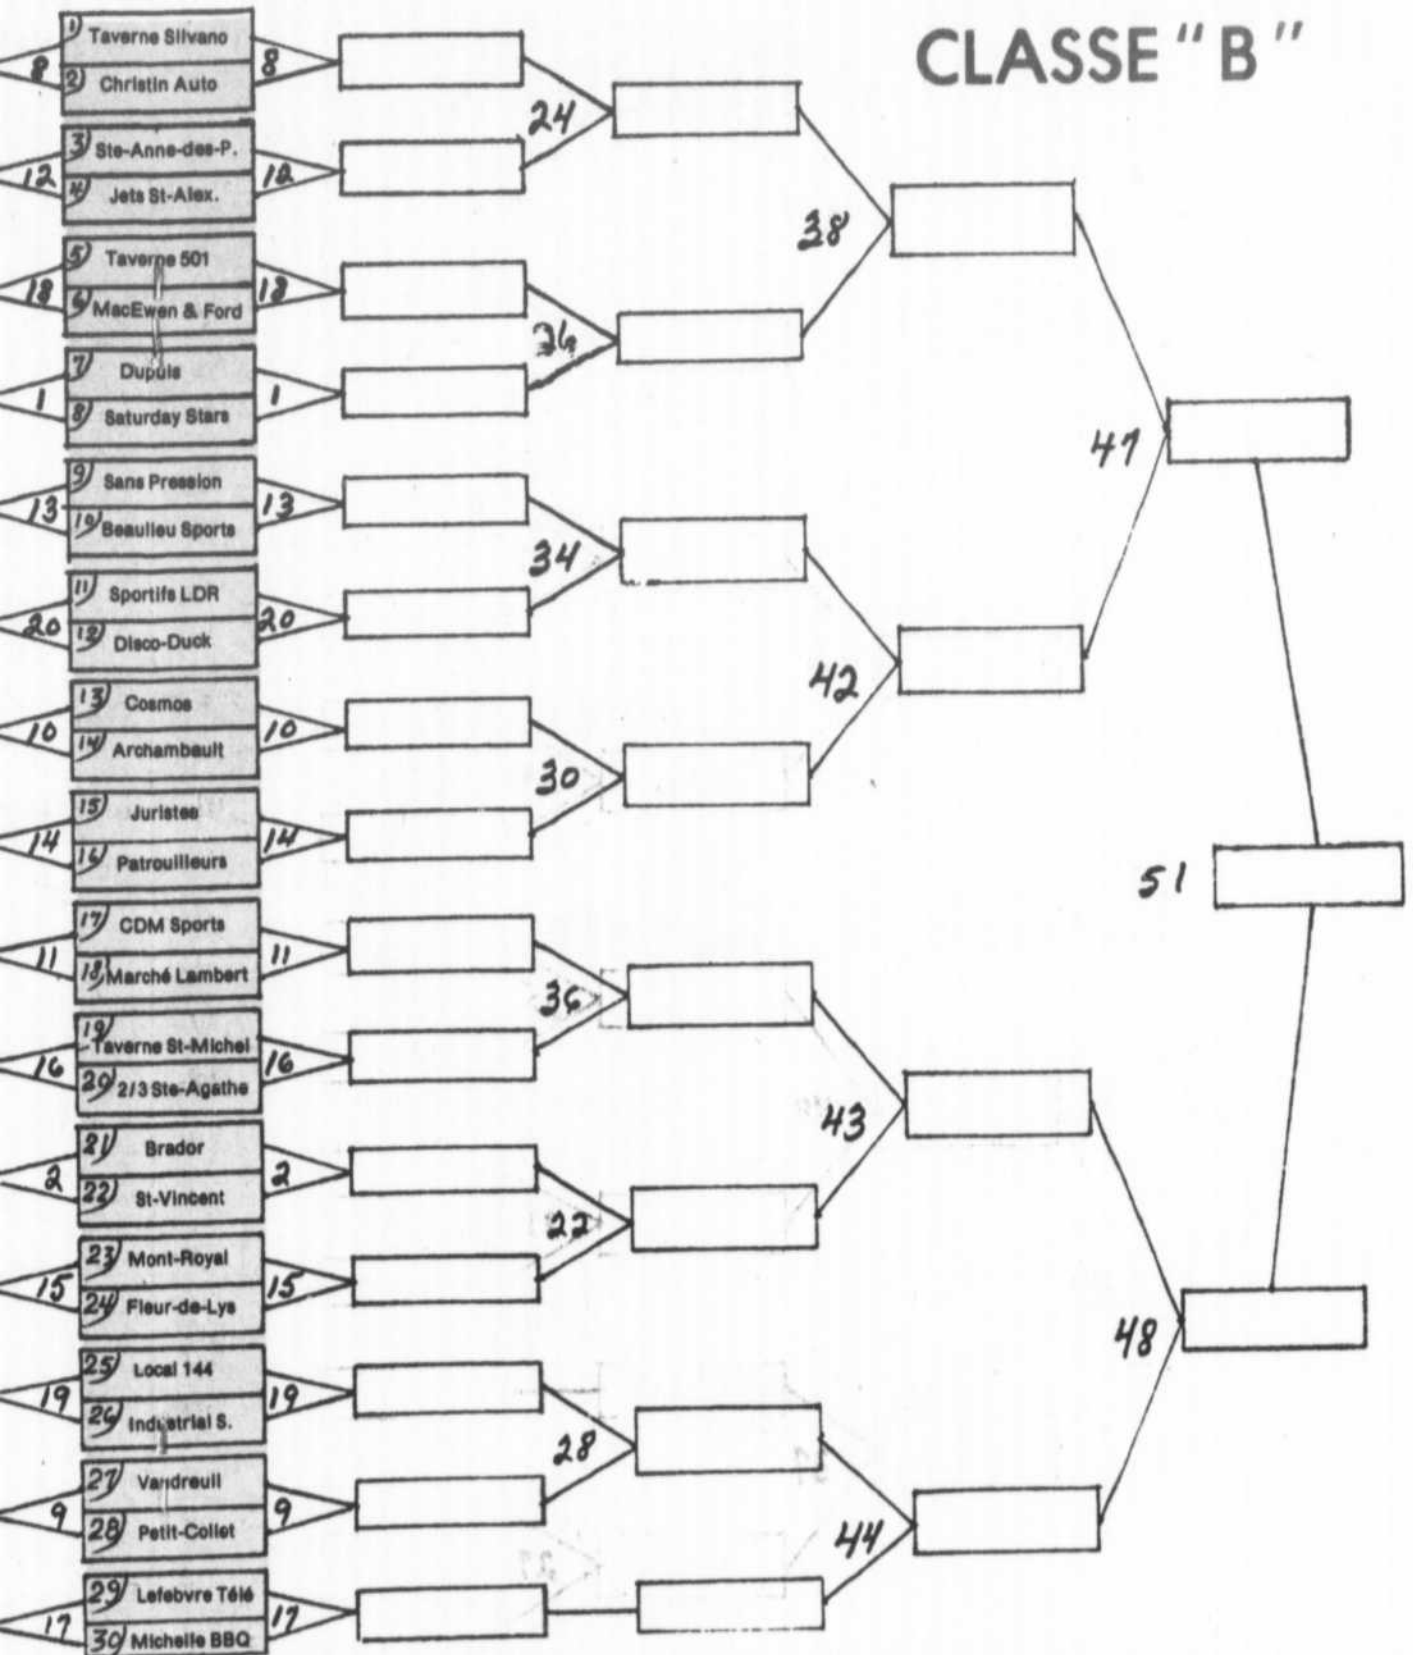 CLASSE "B"
1) Taverne Silvano
8 8
2) Christin Auto
24
3) Ste-Anne-des-P.
12 12
4) Jets St-Alex.
38
5) Taverne 501
18 18
6) MacEwen & Ford
26
7) Dupuis
1 1
8) Saturday Stars
47
9) Sans Pression
13 13
10) Beaulieu Sports
34
11) Sportifs LDR
20 20
12) Disco-Duck
42
13) Cosmos
10 10
14) Archambault
30
15) Juristes
14 14
16) Patrouilleurs
51
17) CDM Sports
11 11
18) Marché Lambert
36
19) Taverne St-Michel
16 16
20) 2/3 Ste-Agathe
43
21) Brador
2 2
22) St-Vincent
22
23) Mont-Royal
15 15
24) Fleur-de-Lys
48
25) Local 144
19 19
26) Industrial S.
28
27) Vaudreuil
9 9
28) Petit-Collet
44
29) Lefebvre Télé
17 17
30) Michelle BBQ